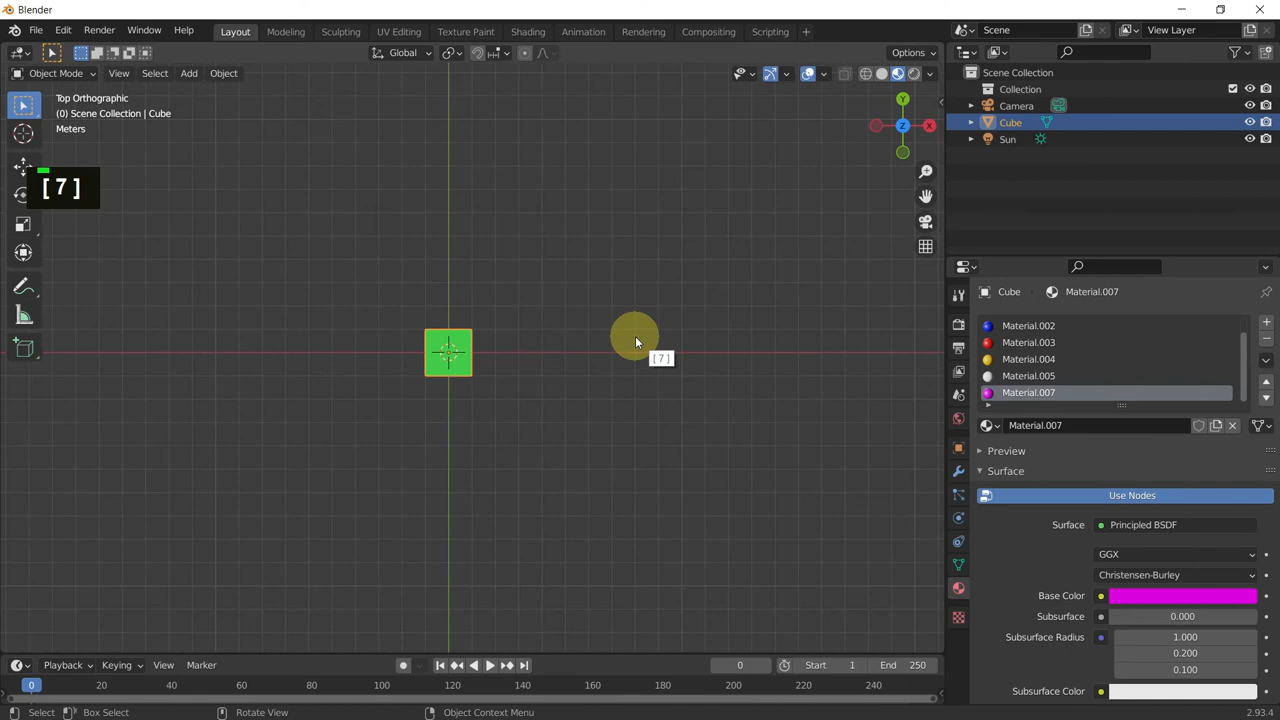 Blender
File Edit Render Window Help
Layout Modeling Sculpting UV Editing Texture Paint Shading Animation Rendering Compositing Scripting +
Scene
View Layer
Global
Options
Object Mode View Select Add Object
Top Orthographic
(0) Scene Collection | Cube
Meters
[ 7 ]
[ 7 ]
Y
Z
X
Scene Collection
Collection
Camera
Cube
Sun
Cube
Material.007
Material.002
Material.003
Material.004
Material.005
Material.007
Material.007
Preview
Surface
Use Nodes
Surface Principled BSDF
GGX
Christensen-Burley
Base Color
Subsurface 0.000
Subsurface Radius 1.000
0.200
0.100
Subsurface Color
Playback Keying View Marker
0
Start 1
End 250
0 20 40 60 80 100 120 140 160 180 200 220 240
Select Box Select Rotate View Object Context Menu
2.93.4